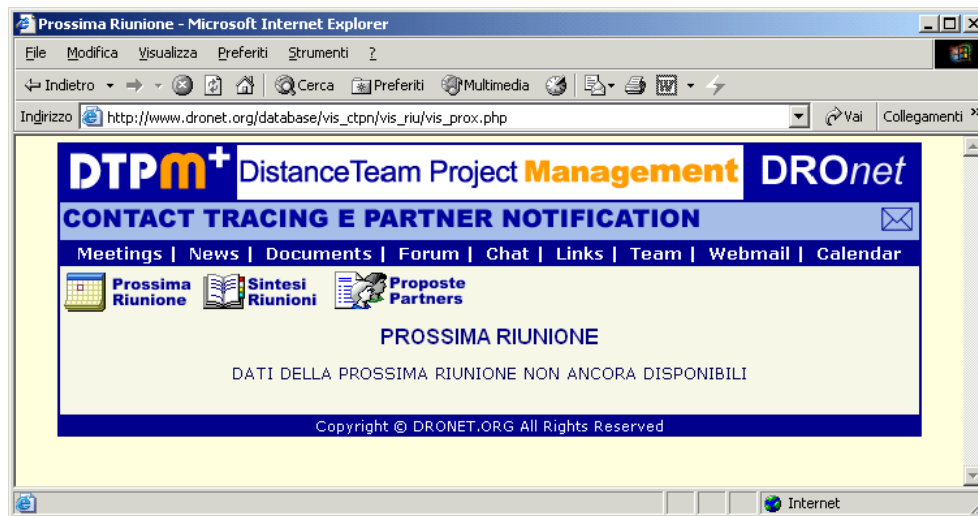 Prossima Riunione - Microsoft Internet Explorer
File Modifica Visualizza Preferiti Strumenti ?
Indietro Cerca Preferiti Multimedia
Indirizzo http://www.dronet.org/database/vis_ctpn/vis_riu/vis_prox.php Vai Collegamenti »
DTPm+ DistanceTeam Project Management DROnet
CONTACT TRACING E PARTNER NOTIFICATION
Meetings | News | Documents | Forum | Chat | Links | Team | Webmail | Calendar
Prossima Riunione Sintesi Riunioni Proposte Partners
PROSSIMA RIUNIONE
DATI DELLA PROSSIMA RIUNIONE NON ANCORA DISPONIBILI
Copyright © DRONET.ORG All Rights Reserved
Internet